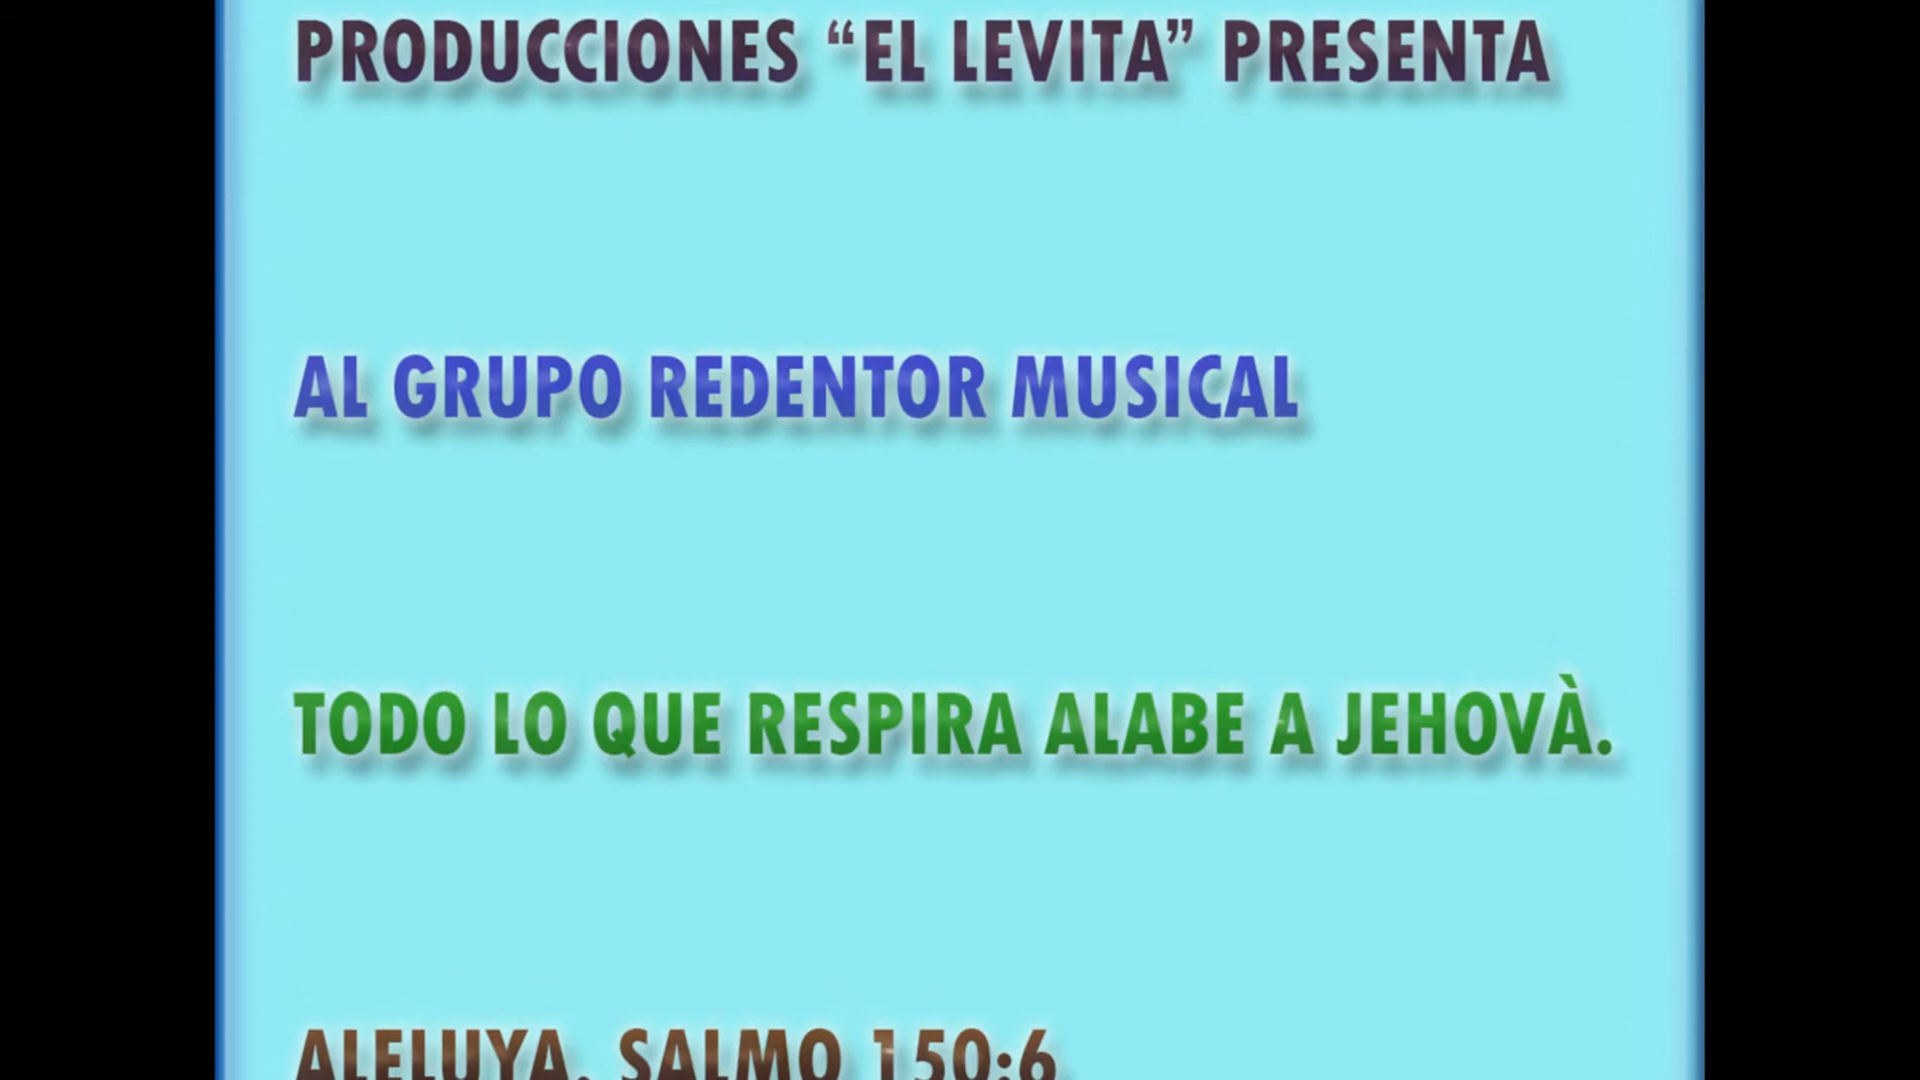 PRODUCCIONES “EL LEVITA” PRESENTA
AL GRUPO REDENTOR MUSICAL
TODO LO QUE RESPIRA ALABE A JEHOVÀ.
ALELUYA. SALMO 150:6